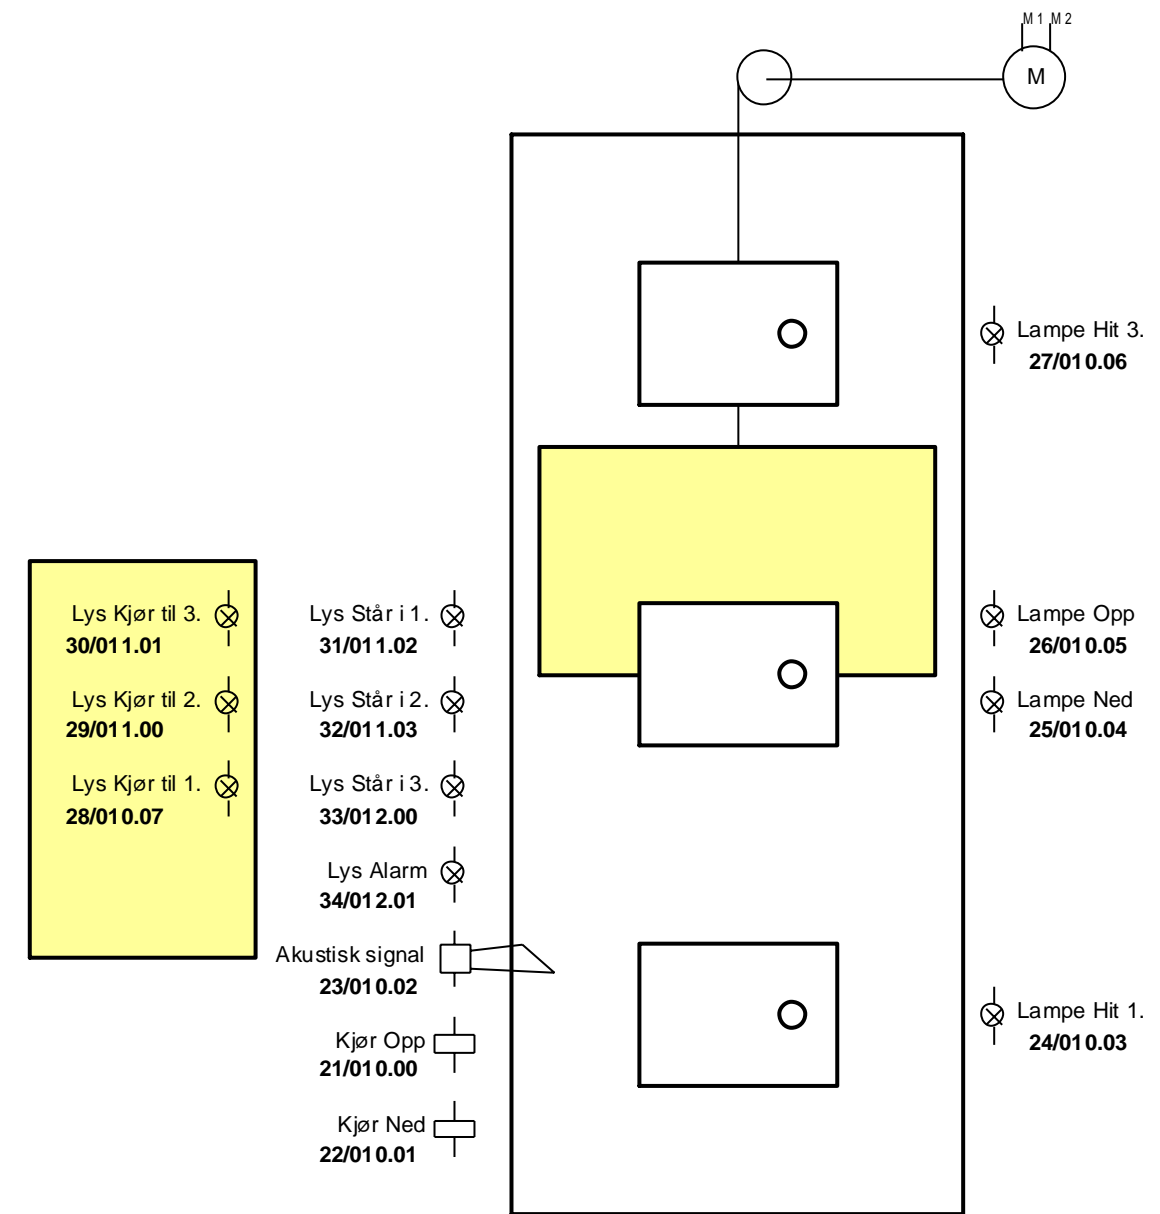 M 1 M 2
M
Lampe Hit 3.
27/010.06
Lys Kjør til 3.
30/011.01
Lys Kjør til 2.
29/011.00
Lys Kjør til 1.
28/010.07
Lys Står i 1.
31/011.02
Lys Står i 2.
32/011.03
Lys Står i 3.
33/012.00
Lys Alarm
34/012.01
Akustisk signal
23/010.02
Kjør Opp
21/010.00
Kjør Ned
22/010.01
Lampe Opp
26/010.05
Lampe Ned
25/010.04
Lampe Hit 1.
24/010.03